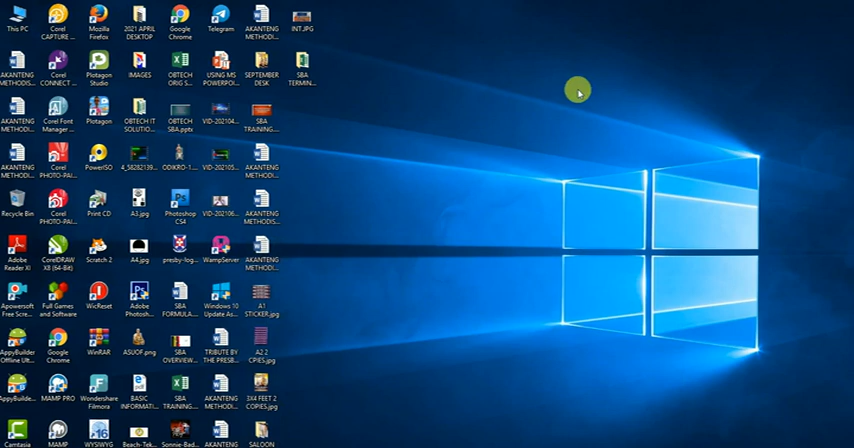 This PC
Corel
CAPTURE ...
Mozilla
Firefox
2021 APRIL
DESKTOP
Google
Chrome
Telegram
AKANTENG
METHODI...
INT.JPG
AKANTENG
METHODIS...
Corel
CONNECT ...
Plotagon
Studio
IMAGES
OBTECH
ORIG S...
USING MS
POWERPOI...
SEPTEMBER
DESK
SBA
TERMIN...
AKANTENG
METHODI...
Corel Font
Manager ...
Plotagon
OBTECH IT
SOLUTIO...
OBTECH
SBA.pptx
VID-202104...
SBA
TRAINING...
AKANTENG
METHODIS...
Corel
PHOTO-PAI...
PowerISO
4_58282139...
ODIKRO-1...
VID-202105...
AKANTENG
METHODIS...
Recycle Bin
Corel
PHOTO-PAI...
Print CD
A3.jpg
Photoshop
CS4
VID-202106...
AKANTENG
METHODIS...
Adobe
Reader XI
CorelDRAW
X8 (64-Bit)
Scratch 2
A4.jpg
presby-log...
WampServer
AKANTENG
METHODI...
Apowersoft
Free Scre...
Full Games
and Software
WicReset
Adobe
Photosh...
SBA
FORMULA...
Windows 10
Update As...
A1
STICKER.jpg
AppyBuilder
Offline Ult...
Google
Chrome
WinRAR
ASUOF.png
SBA
OVERVIEW...
TRIBUTE BY
THE PRESB...
A2 2
COPIES.jpg
AppyBuilde...
MAMP PRO
Wondershare
Filmora
BASIC
INFORMATI...
SBA
TRAINING...
AKANTENG
METHODI...
3X4 FEET 2
COPIES.jpg
Camtasia
MAMP
WYSIWYG
Beach-Tek...
Sonnie-Bad...
AKANTENG
SALOON